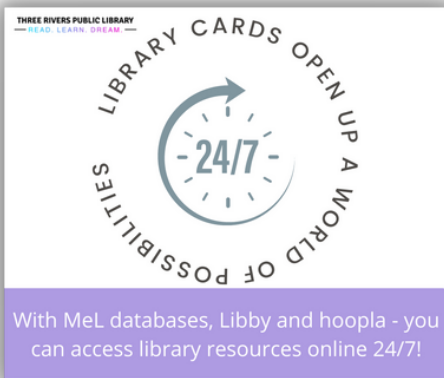 THREE RIVERS PUBLIC LIBRARY
READ. LEARN. DREAM.
LIBRARY CARDS OPEN UP A WORLD OF POSSIBILITIES
24/7
With MeL databases, Libby and hoopla - you
can access library resources online 24/7!